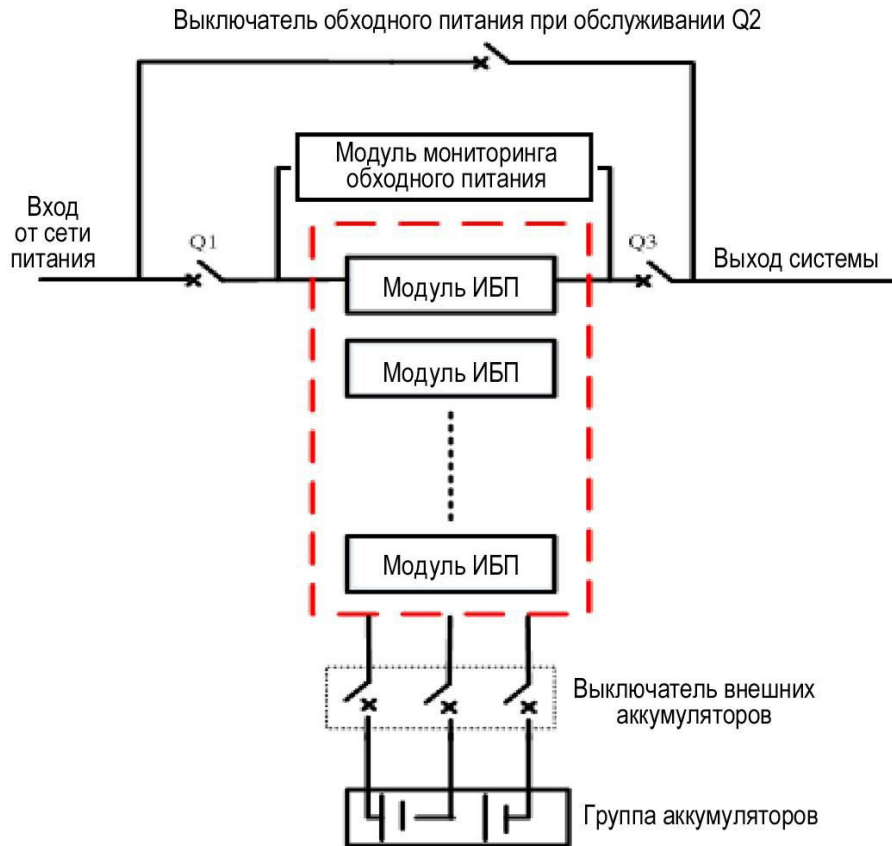 Выключатель обходного питания при обслуживании Q2
Модуль мониторинга
обходного питания
Вход
от сети
питания
Q1
Q3
Выход системы
Модуль ИБП
Модуль ИБП
Модуль ИБП
Выключатель внешних
аккумуляторов
Группа аккумуляторов